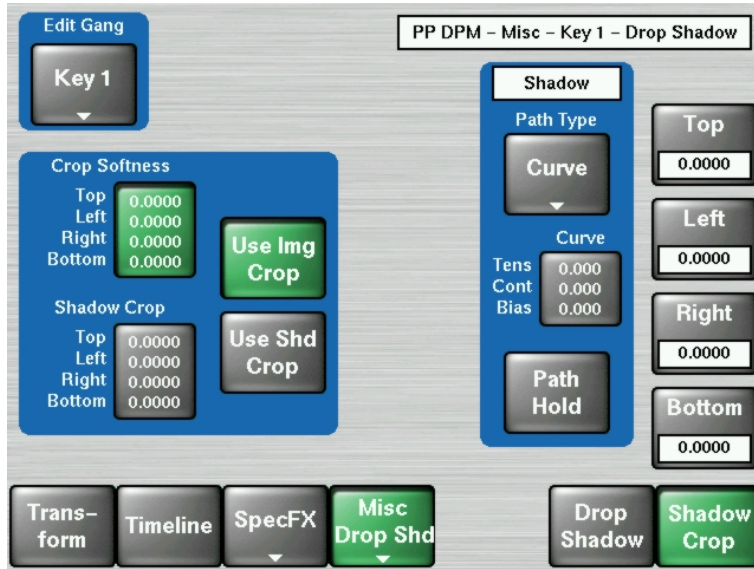 Edit Gang
Key 1
PP DPM – Misc – Key 1 – Drop Shadow
Crop Softness
Top 0.0000
Left 0.0000
Right 0.0000
Bottom 0.0000
Use Img
Crop
Shadow Crop
Top 0.0000
Left 0.0000
Right 0.0000
Bottom 0.0000
Use Shd
Crop
Shadow
Path Type
Curve
Curve
Tens 0.000
Cont 0.000
Bias 0.000
Path
Hold
Top
0.0000
Left
0.0000
Right
0.0000
Bottom
0.0000
Trans–
form
Timeline
SpecFX
Misc
Drop Shd
Drop
Shadow
Shadow
Crop